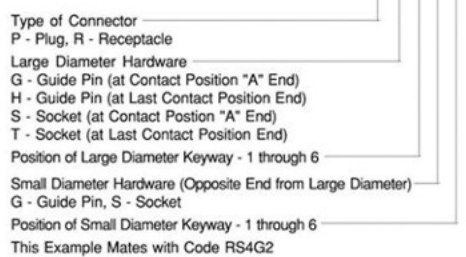 Type of Connector
P - Plug, R - Receptacle
Large Diameter Hardware
G - Guide Pin (at Contact Position "A" End)
H - Guide Pin (at Last Contact Position End)
S - Socket (at Contact Postion "A" End)
T - Socket (at Last Contact Position End)
Position of Large Diameter Keyway - 1 through 6
Small Diameter Hardware (Opposite End from Large Diameter)
G - Guide Pin, S - Socket
Position of Small Diameter Keyway - 1 through 6
This Example Mates with Code RS4G2